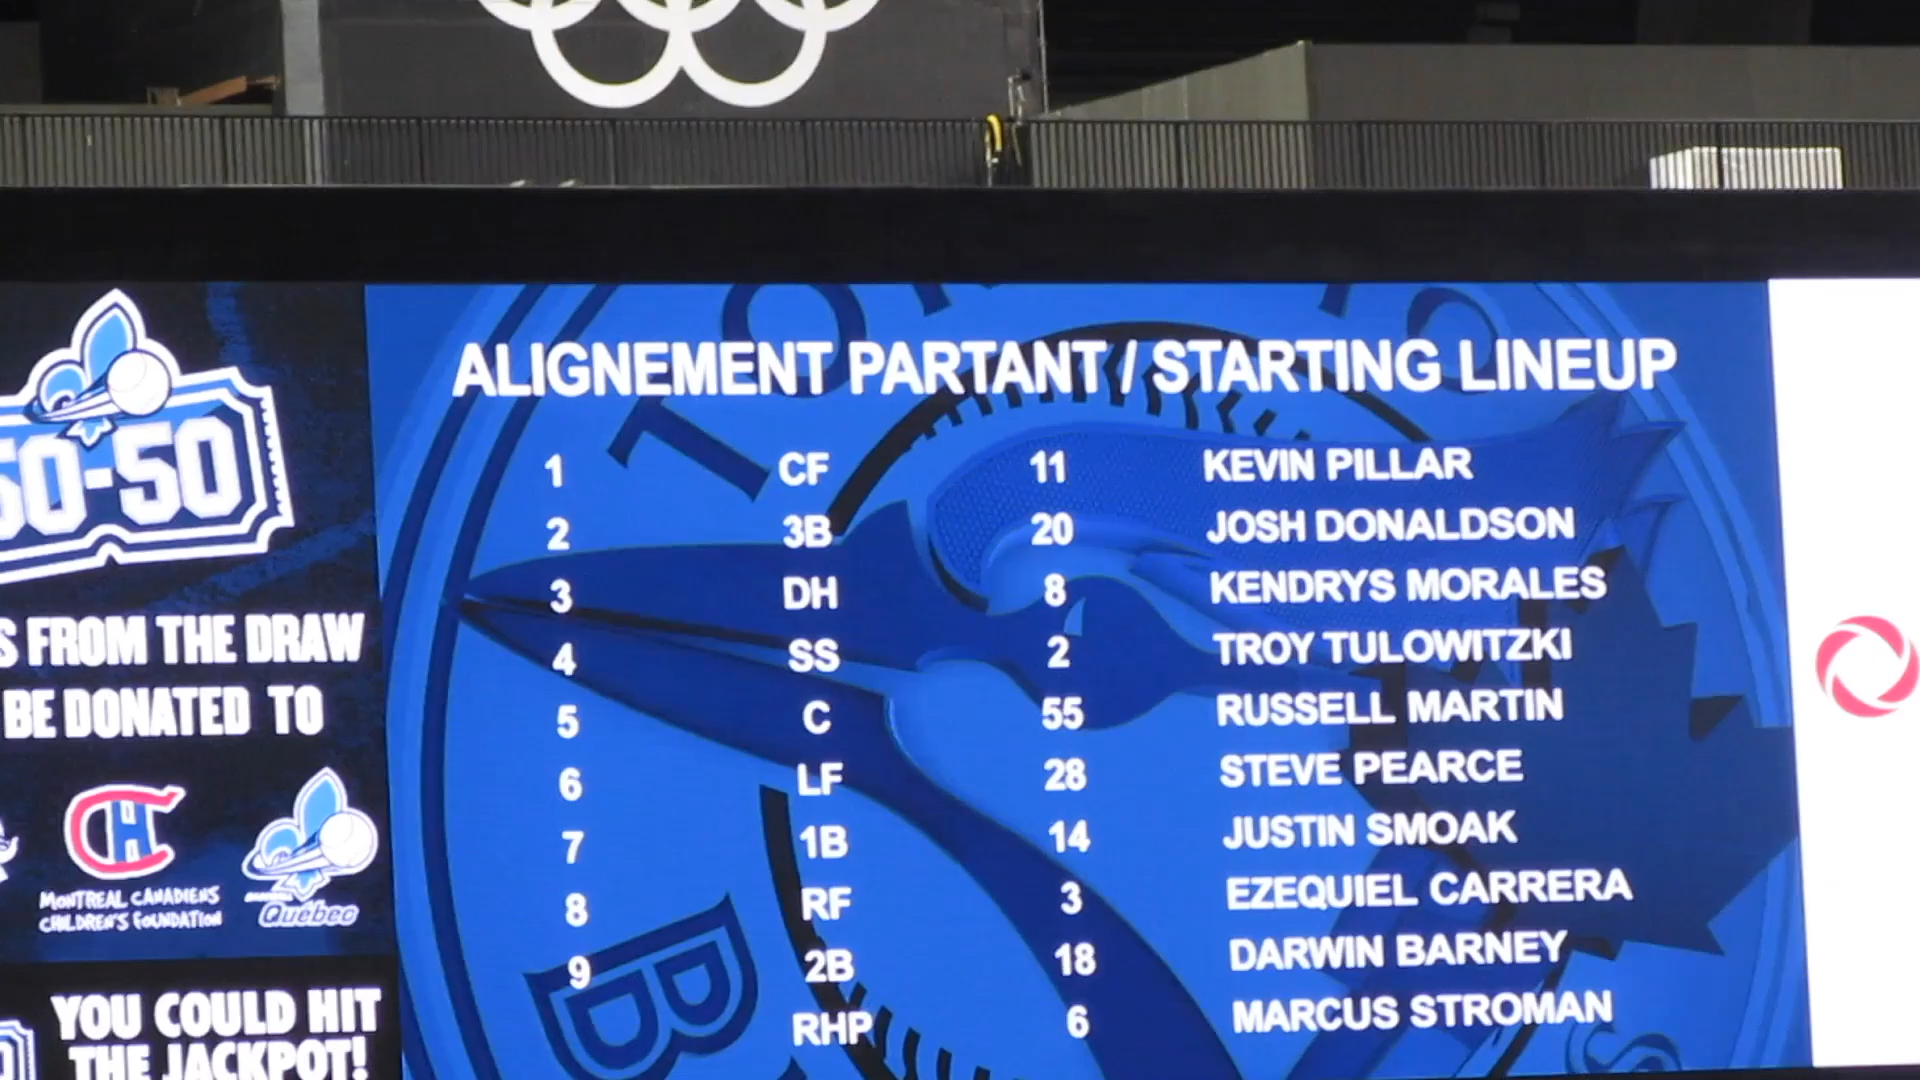 ALIGNEMENT PARTANT / STARTING LINEUP
1 CF 11 KEVIN PILLAR
2 3B 20 JOSH DONALDSON
3 DH 8 KENDRYS MORALES
4 SS 2 TROY TULOWITZKI
5 C 55 RUSSELL MARTIN
6 LF 28 STEVE PEARCE
7 1B 14 JUSTIN SMOAK
8 RF 3 EZEQUIEL CARRERA
9 2B 18 DARWIN BARNEY
RHP 6 MARCUS STROMAN
50-50
FROM THE DRAW
BE DONATED TO
CH
MONTREAL CANADIENS
CHILDREN'S FOUNDATION
Québec
YOU COULD HIT
THE JACKPOT!